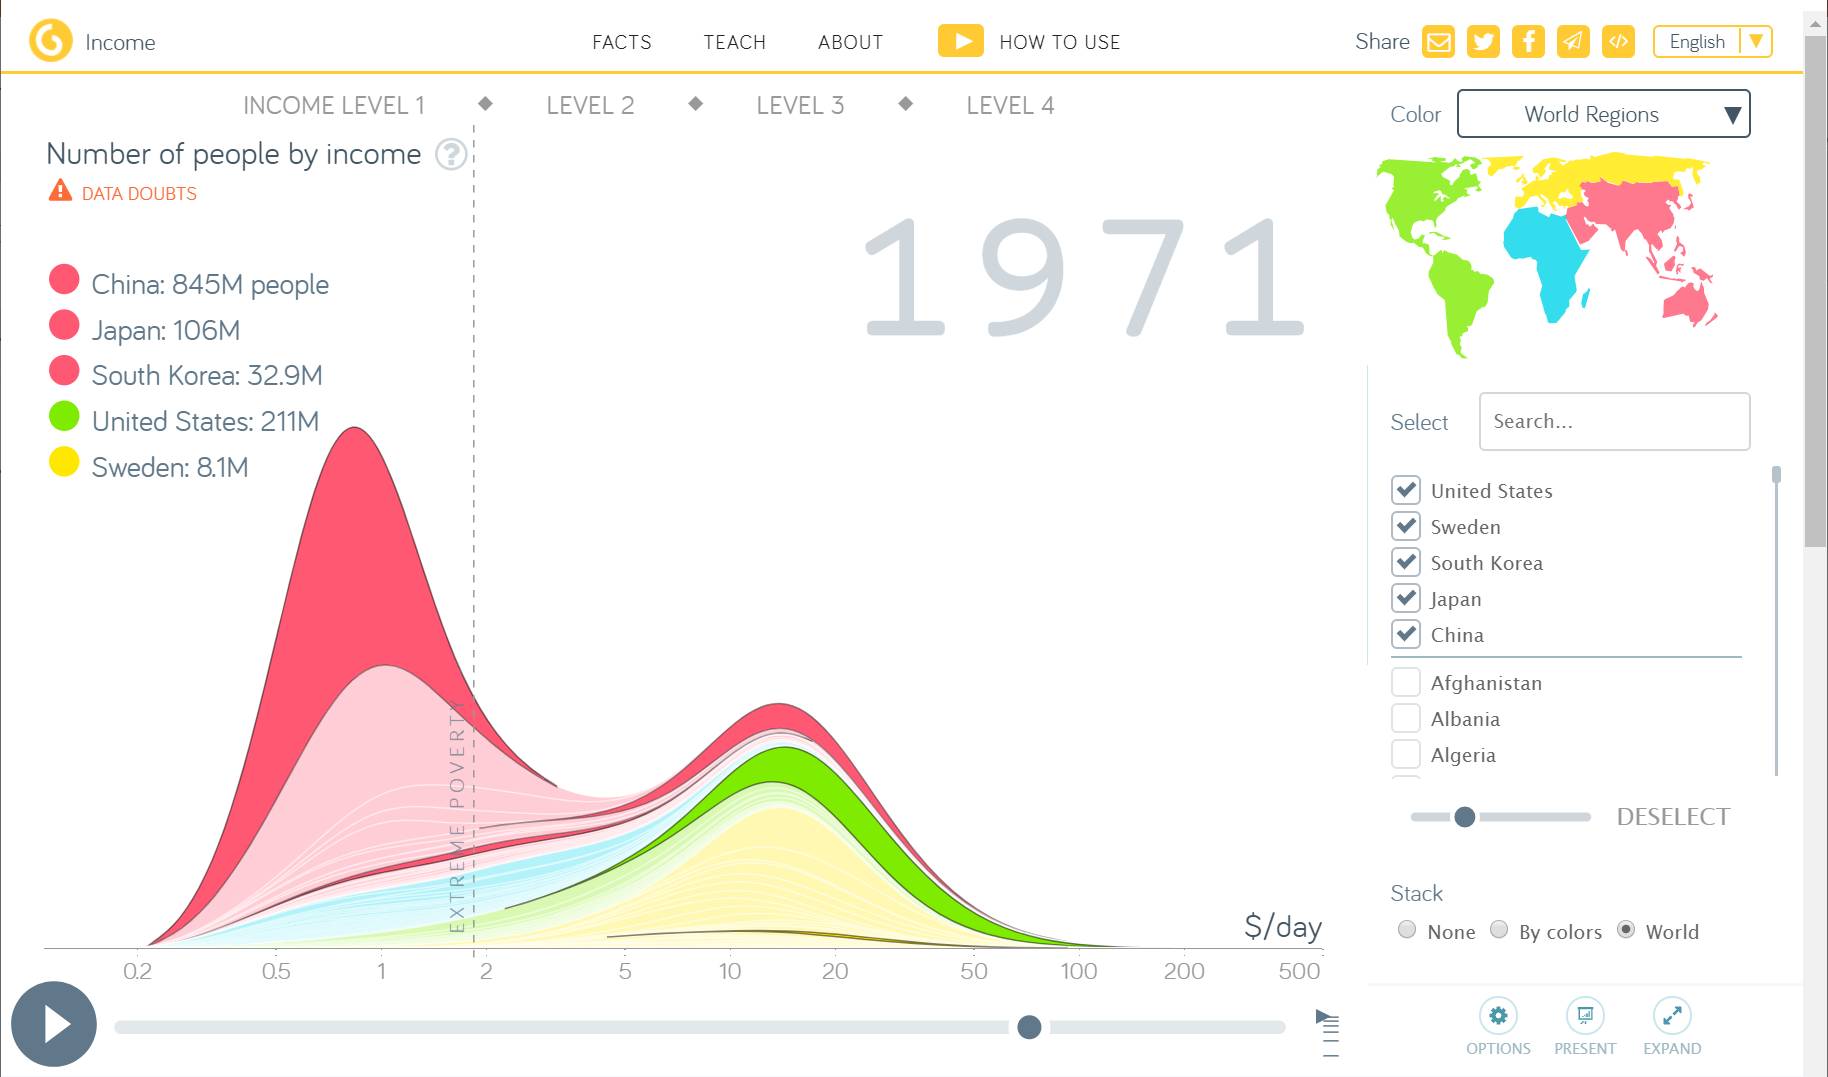 Income
FACTS TEACH ABOUT HOW TO USE
Share English
INCOME LEVEL 1 LEVEL 2 LEVEL 3 LEVEL 4
Number of people by income ?
DATA DOUBTS
1971
China: 845M people
Japan: 106M
South Korea: 32.9M
United States: 211M
Sweden: 8.1M
EXTREME POVERTY
$/day
0.2 0.5 1 2 5 10 20 50 100 200 500
Color World Regions
Select Search...
United States
Sweden
South Korea
Japan
China
Afghanistan
Albania
Algeria
DESELECT
Stack
None By colors World
OPTIONS PRESENT EXPAND